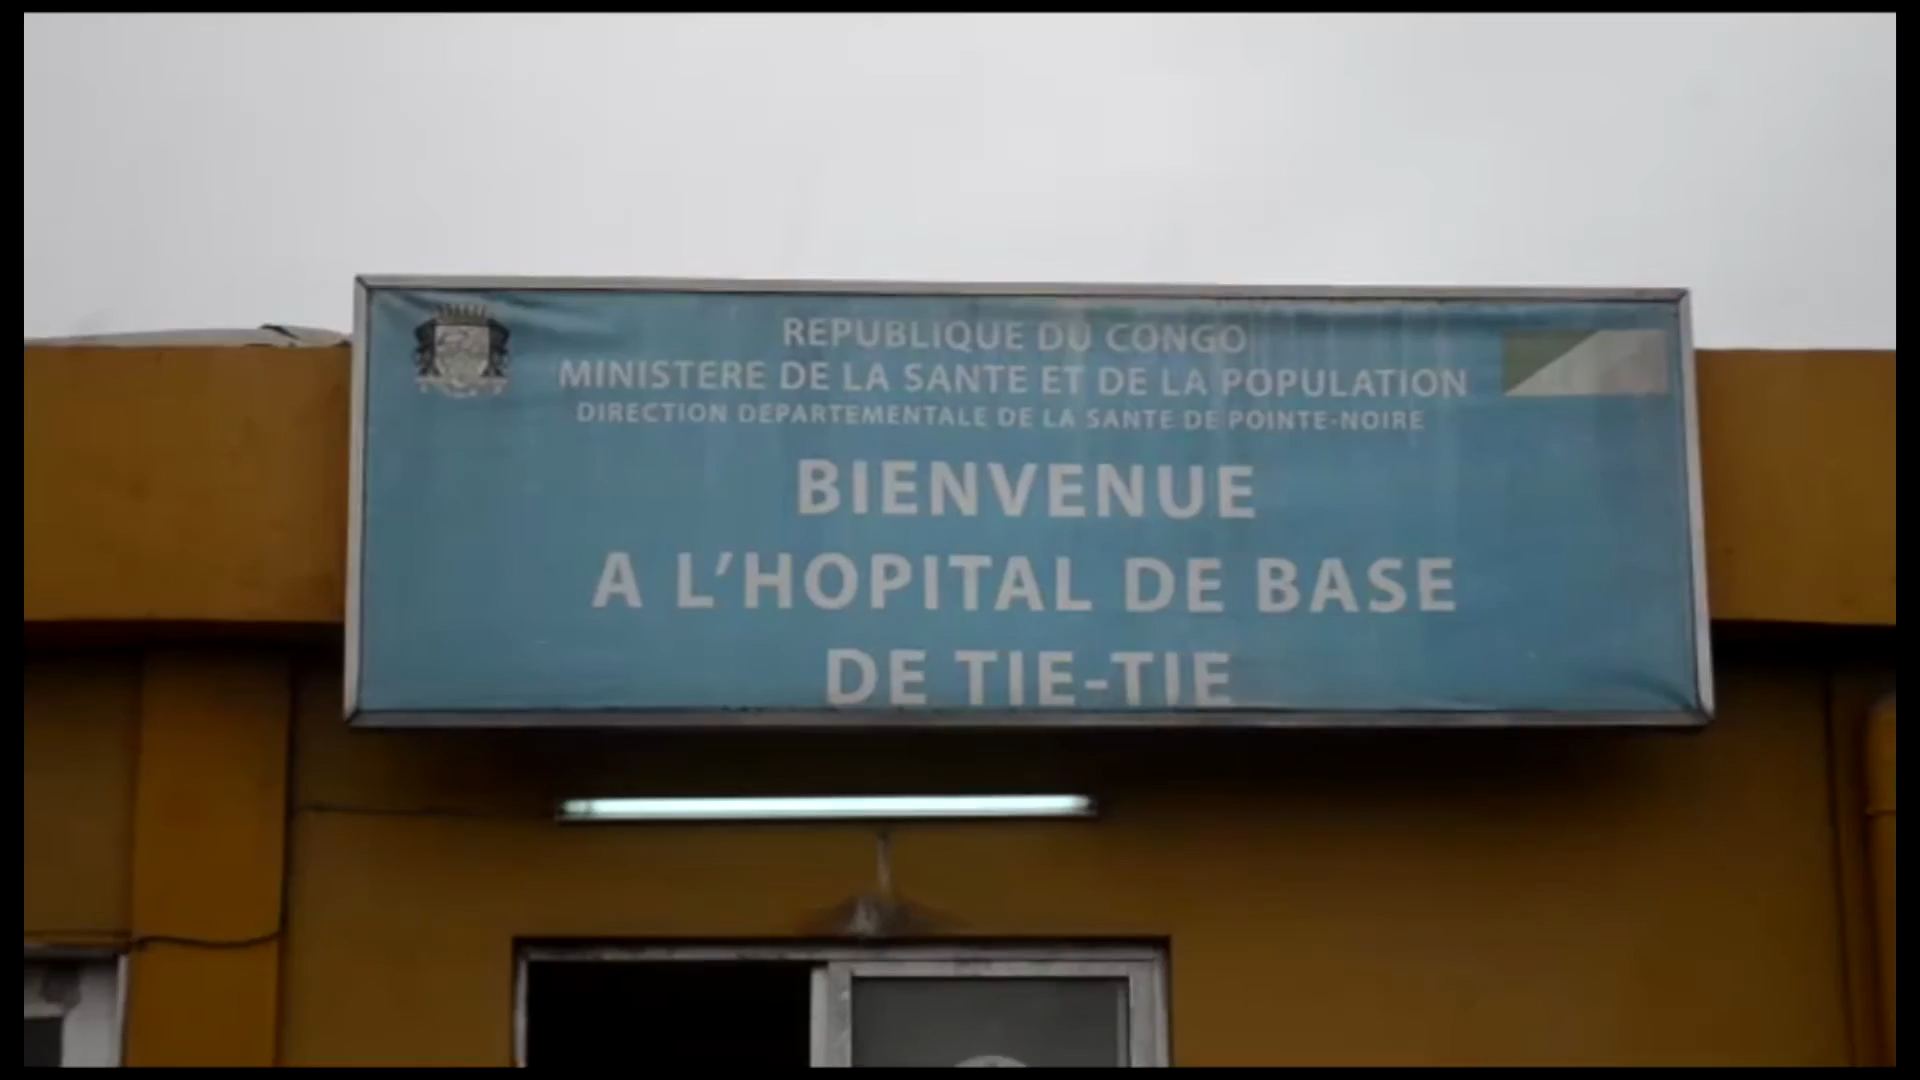 REPUBLIQUE DU CONGO
MINISTERE DE LA SANTE ET DE LA POPULATION
DIRECTION DEPARTEMENTALE DE LA SANTE DE POINTE-NOIRE
BIENVENUE
A L'HOPITAL DE BASE
DE TIE-TIE